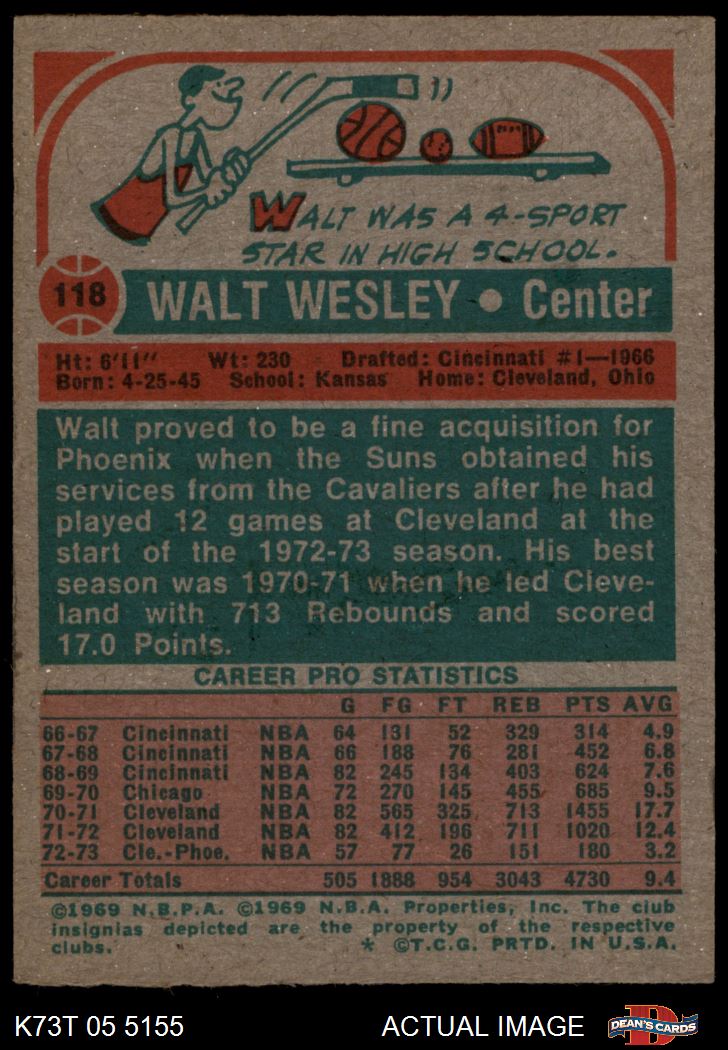 WALT WAS A 4-SPORT
STAR IN HIGH SCHOOL.
118 WALT WESLEY • Center
Ht: 6'11" Wt: 230 Drafted: Cincinnati #1—1966
Born: 4-25-45 School: Kansas Home: Cleveland, Ohio
Walt proved to be a fine acquisition for
Phoenix when the Suns obtained his
services from the Cavaliers after he had
played 12 games at Cleveland at the
start of the 1972-73 season. His best
season was 1970-71 when he led Cleve-
land with 713 Rebounds and scored
17.0 Points.
CAREER PRO STATISTICS
G FG FT REB PTS AVG
66-67 Cincinnati NBA 64 131 52 329 314 4.9
67-68 Cincinnati NBA 66 188 76 281 452 6.8
68-69 Cincinnati NBA 82 245 134 403 624 7.6
69-70 Chicago NBA 72 270 145 455 685 9.5
70-71 Cleveland NBA 82 565 325 713 1455 17.7
71-72 Cleveland NBA 82 412 196 711 1020 12.4
72-73 Cle.-Phoe. NBA 57 77 26 151 180 3.2
Career Totals 505 1888 954 3043 4730 9.4
©1969 N.B.P.A. ©1969 N.B.A. Properties, Inc. The club
insignias depicted are the property of the respective
clubs. * ©T.C.G. PRTD. IN U.S.A.
K73T 05 5155 ACTUAL IMAGE DEAN'S CARDS